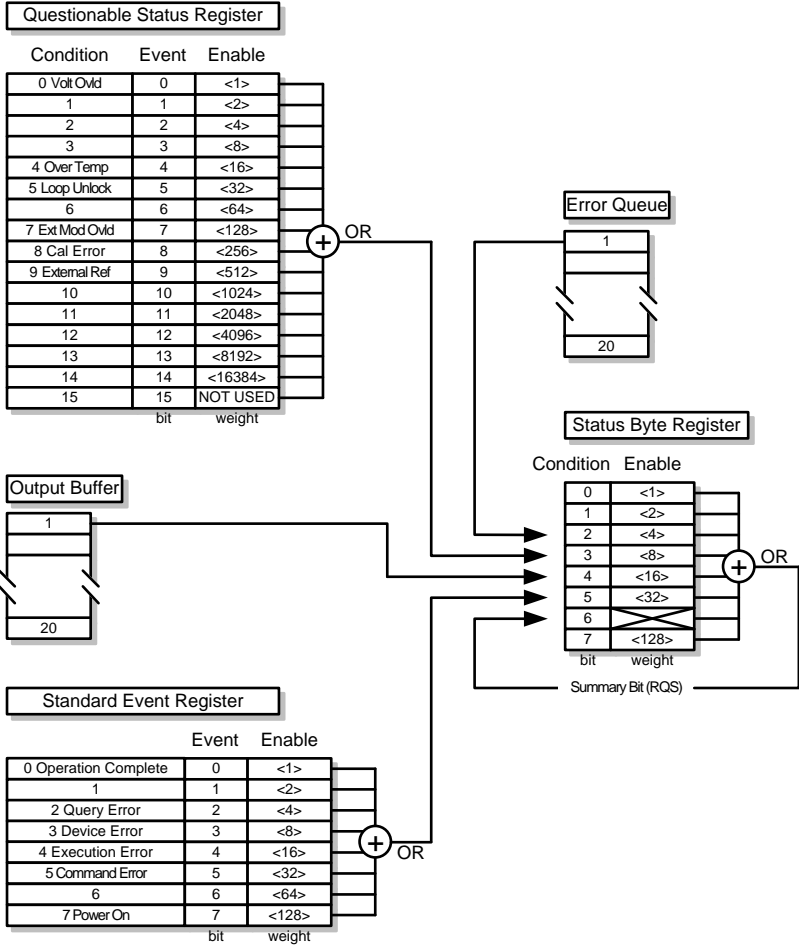 Questionable Status Register
Condition Event Enable
0 Volt Ovld 0 <1>
1 1 <2>
2 2 <4>
3 3 <8>
4 Over Temp 4 <16>
5 Loop Unlock 5 <32>
6 6 <64>
7 Ext Mod Ovld 7 <128>
8 Cal Error 8 <256>
9 External Ref 9 <512>
10 10 <1024>
11 11 <2048>
12 12 <4096>
13 13 <8192>
14 14 <16384>
15 15 NOT USED
bit weight
+ OR
Error Queue
1
20
Output Buffer
1
20
Status Byte Register
Condition Enable
0 <1>
1 <2>
2 <4>
3 <8>
4 <16>
5 <32>
6
7 <128>
bit weight
+ OR
Summary Bit (RQS)
Standard Event Register
Event Enable
0 Operation Complete 0 <1>
1 1 <2>
2 Query Error 2 <4>
3 Device Error 3 <8>
4 Execution Error 4 <16>
5 Command Error 5 <32>
6 6 <64>
7 Power On 7 <128>
bit weight
+ OR